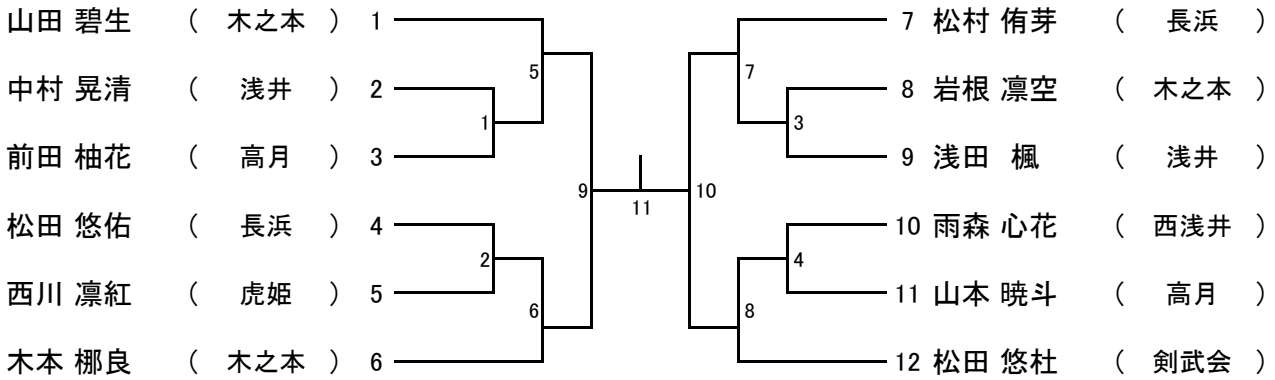 山田 碧生 ( 木之本 ) 1
中村 晃清 ( 浅井 ) 2
前田 柚花 ( 高月 ) 3
松田 悠佑 ( 長浜 ) 4
西川 凛紅 ( 虎姫 ) 5
木本 梛良 ( 木之本 ) 6
5
1
2
6
9
11
10
7
3
4
8
7 松村 侑芽 ( 長浜 )
8 岩根 凛空 ( 木之本 )
9 浅田 楓 ( 浅井 )
10 雨森 心花 ( 西浅井 )
11 山本 暁斗 ( 高月 )
12 松田 悠杜 ( 剣武会 )